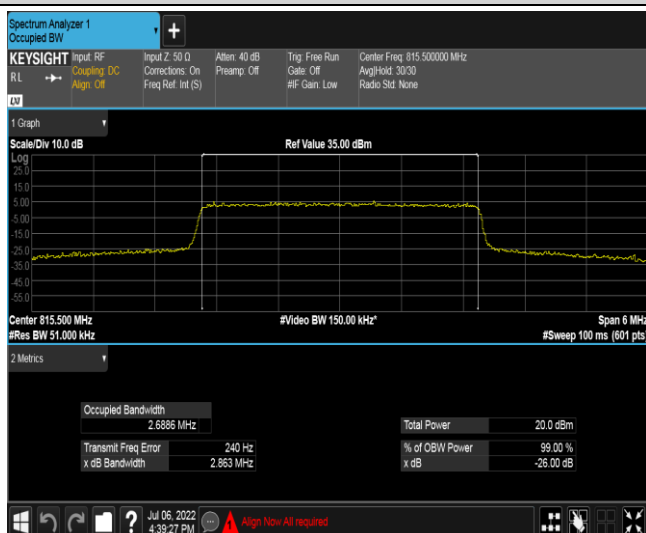 Spectrum Analyzer 1
Occupied BW
+
KEYSIGHT
RL
LXI
Input: RF
Coupling: DC
Align: Off
Input Z: 50 Ω
Corrections: On
Freq Ref: Int (S)
Atten: 40 dB
Preamp: Off
Trig: Free Run
Gate: Off
#IF Gain: Low
Center Freq: 815.500000 MHz
Avg|Hold: 30/30
Radio Std: None
1 Graph
Scale/Div 10.0 dB
Ref Value 35.00 dBm
Log
25.0
15.0
5.00
-5.00
-15.0
-25.0
-35.0
-45.0
-55.0
Center 815.500 MHz
#Video BW 150.00 kHz*
Span 6 MHz
#Res BW 51.000 kHz
#Sweep 100 ms (601 pts)
2 Metrics
Occupied Bandwidth
2.6886 MHz
Total Power 20.0 dBm
Transmit Freq Error 240 Hz
% of OBW Power 99.00 %
x dB Bandwidth 2.863 MHz
x dB -26.00 dB
?
Jul 06, 2022
4:39:27 PM
Align Now All required